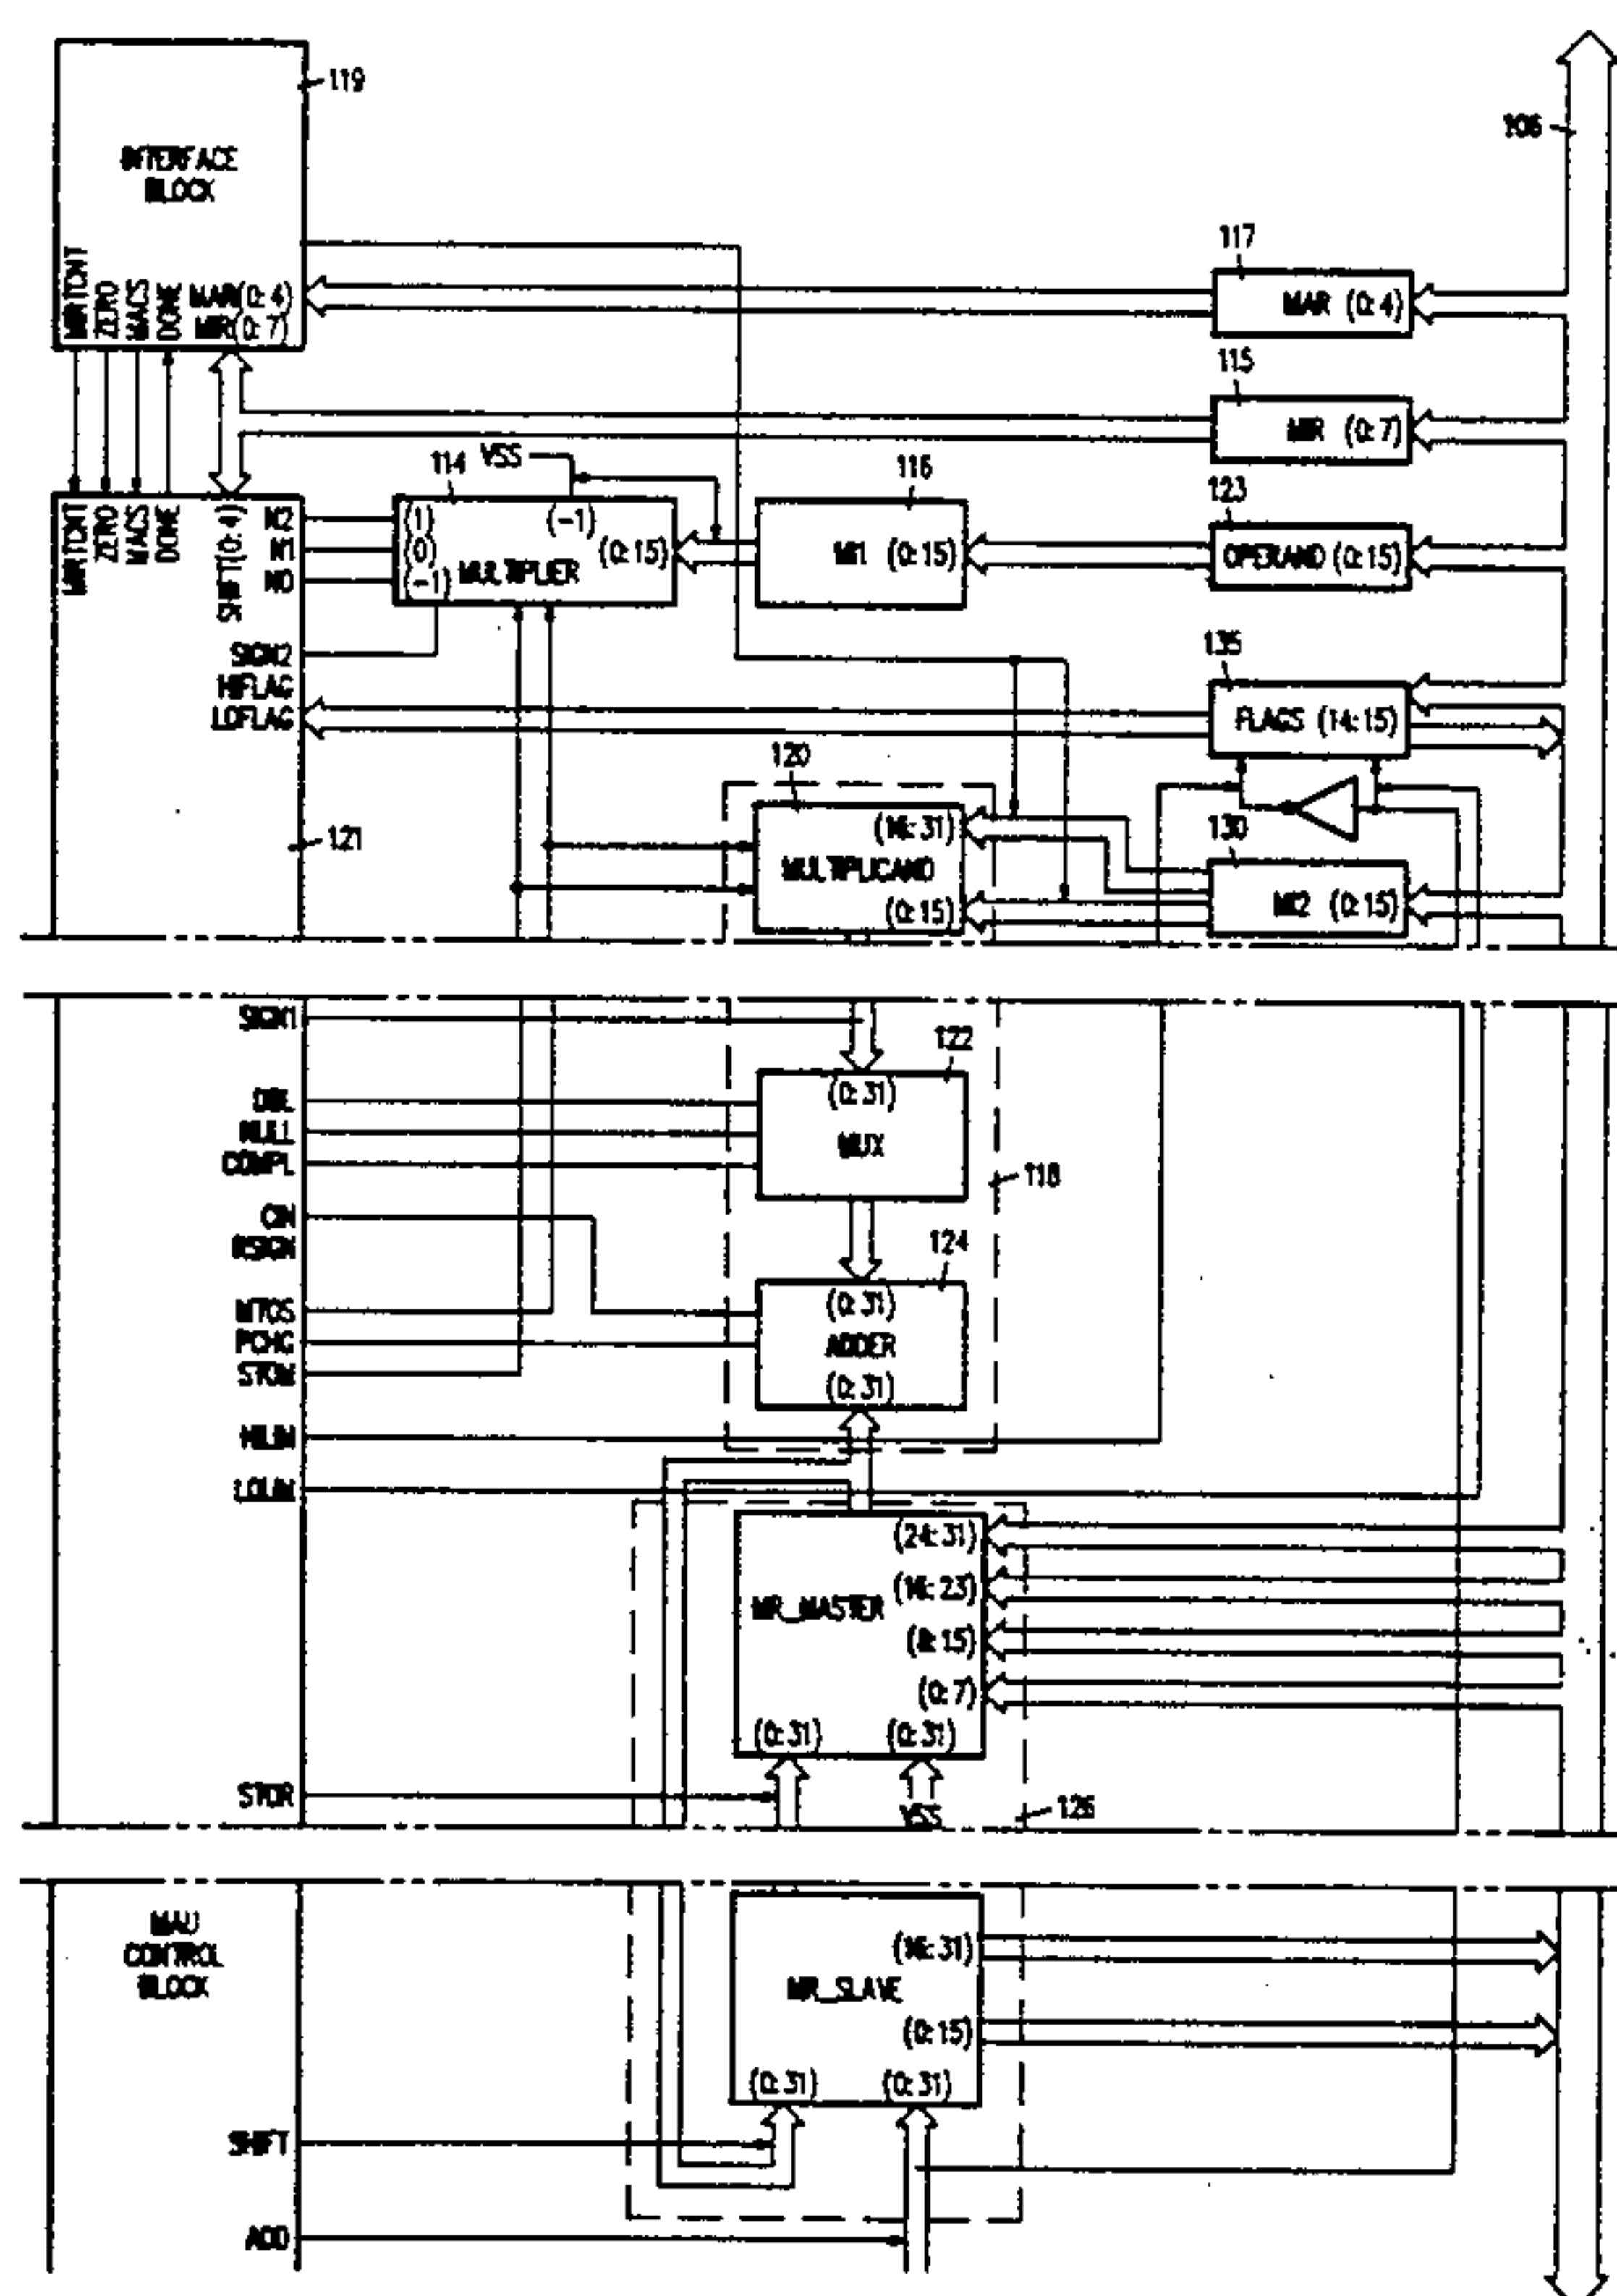 119
106
INTERFACE
BLOCK
117
MIRTCNT
ZERO
MACS
DONE
MAR(0:4)
MIR(0:7)
MAR (0:4)
115
MIR (0:7)
114
VSS
116
123
MIRTCNT
ZERO
MACS
DONE
SHIFT(0:4)
N2
N1
N0
(1)
(0)
(-1)
(-1)
(0:15)
MULTIPLIER
MI1 (0:15)
OPERAND (0:15)
SIGN2
135
HIFLAG
LOFLAG
FLAGS (14:15)
120
(16:31)
130
121
MULTIPLICAND
(0:15)
MI2 (0:15)
SIGN1
122
(0:31)
DBL
NULL
MUX
COMPL
118
CIN
RSIGN
124
(0:31)
MTOS
ADDER
PCHG
STOM
(0:31)
HILIM
LOLIM
(24:31)
(16:23)
MR_MASTER
(8:15)
(0:7)
(0:31)
(0:31)
STOR
VSS
126
MAU
CONTROL
BLOCK
(16:31)
MR_SLAVE
(0:15)
(0:31)
(0:31)
SHIFT
ADD